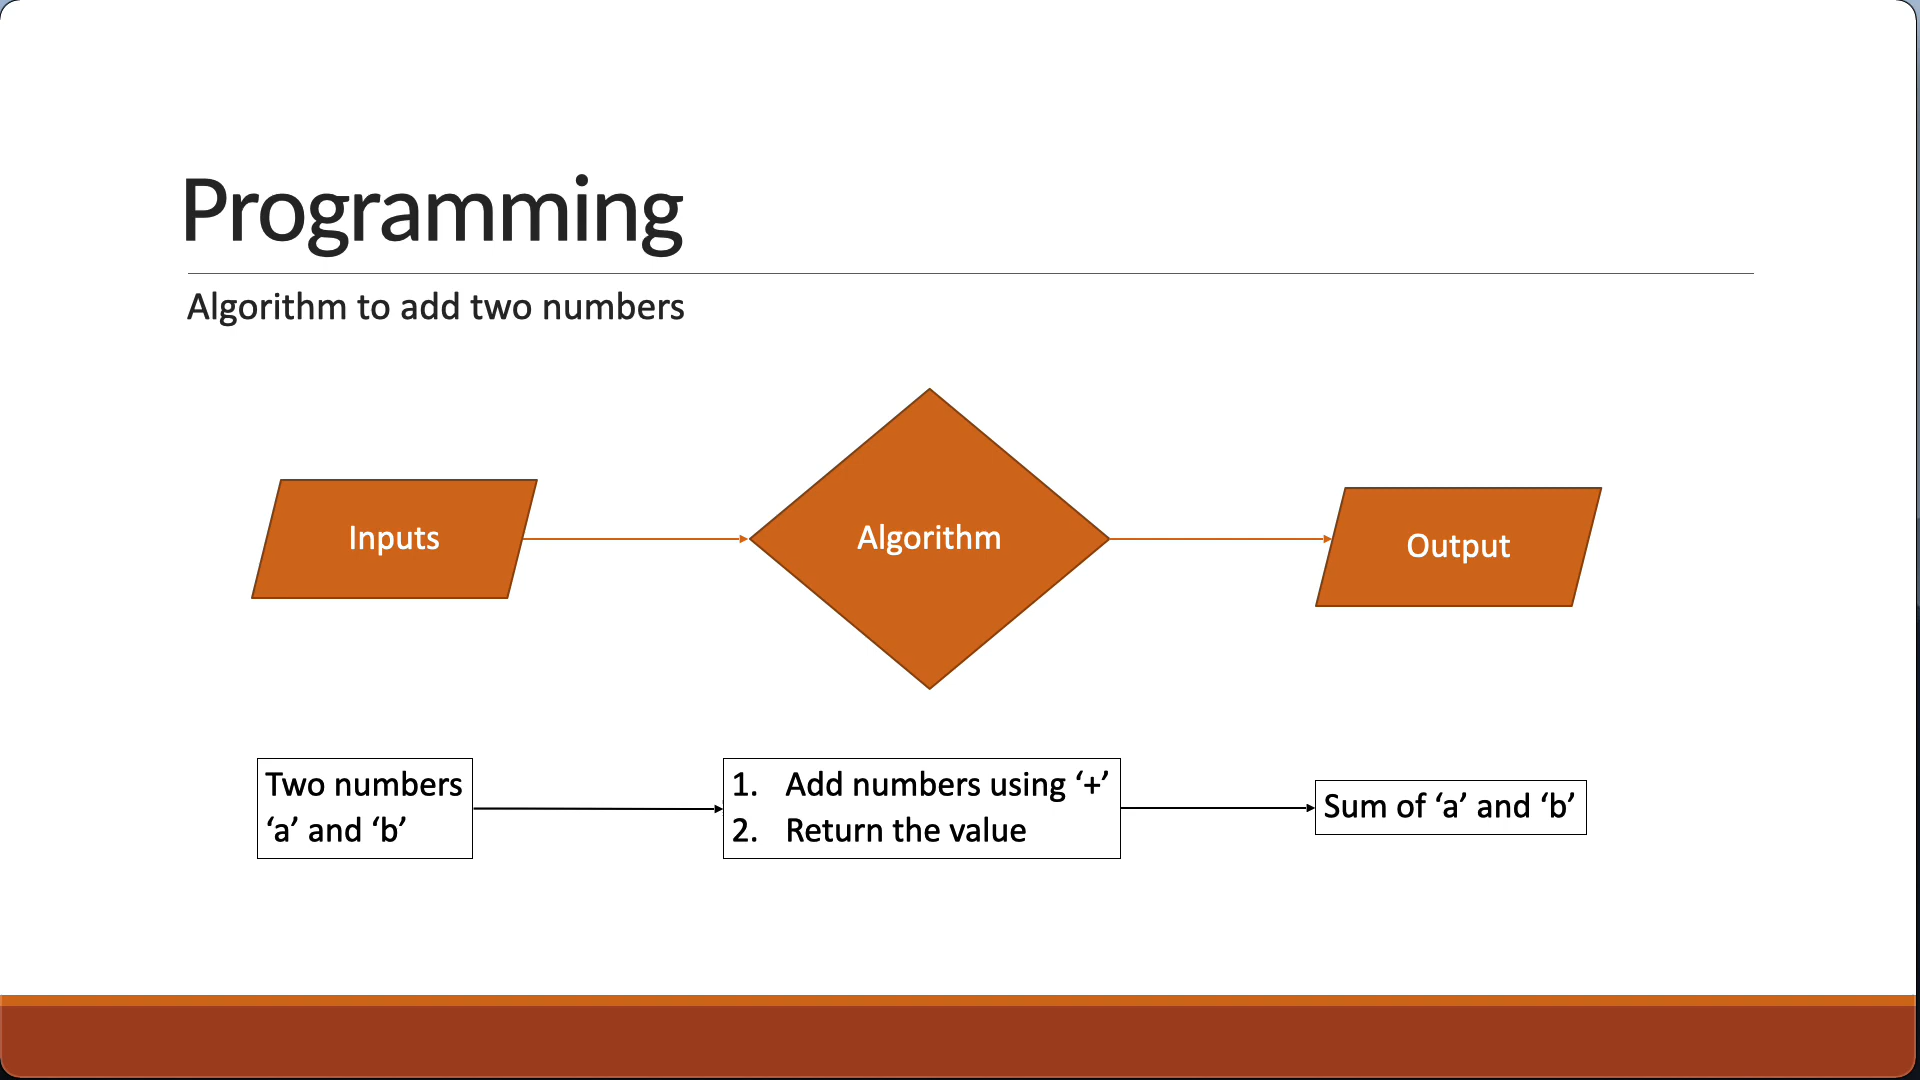 Programming
Algorithm to add two numbers
Inputs
Algorithm
Output
Two numbers
‘a’ and ‘b’
1. Add numbers using ‘+’
2. Return the value
Sum of ‘a’ and ‘b’